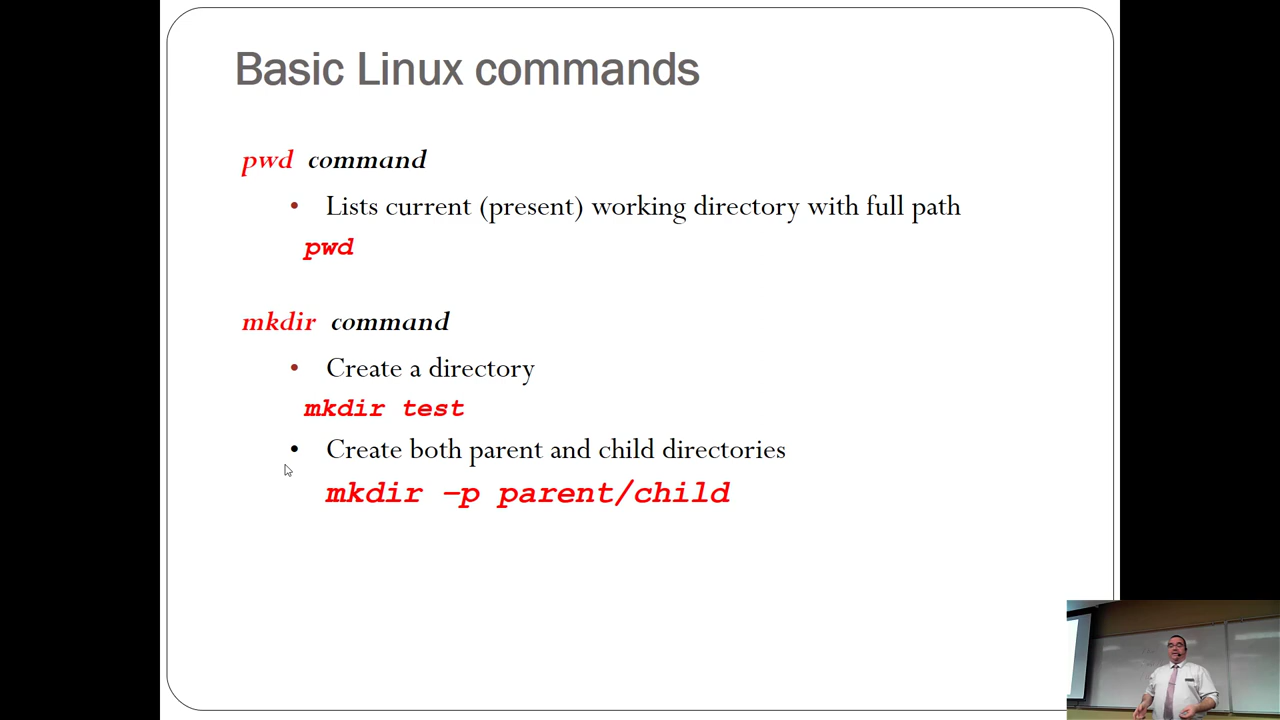 Basic Linux commands
pwd command
• Lists current (present) working directory with full path
pwd
mkdir command
• Create a directory
mkdir test
• Create both parent and child directories
mkdir –p parent/child